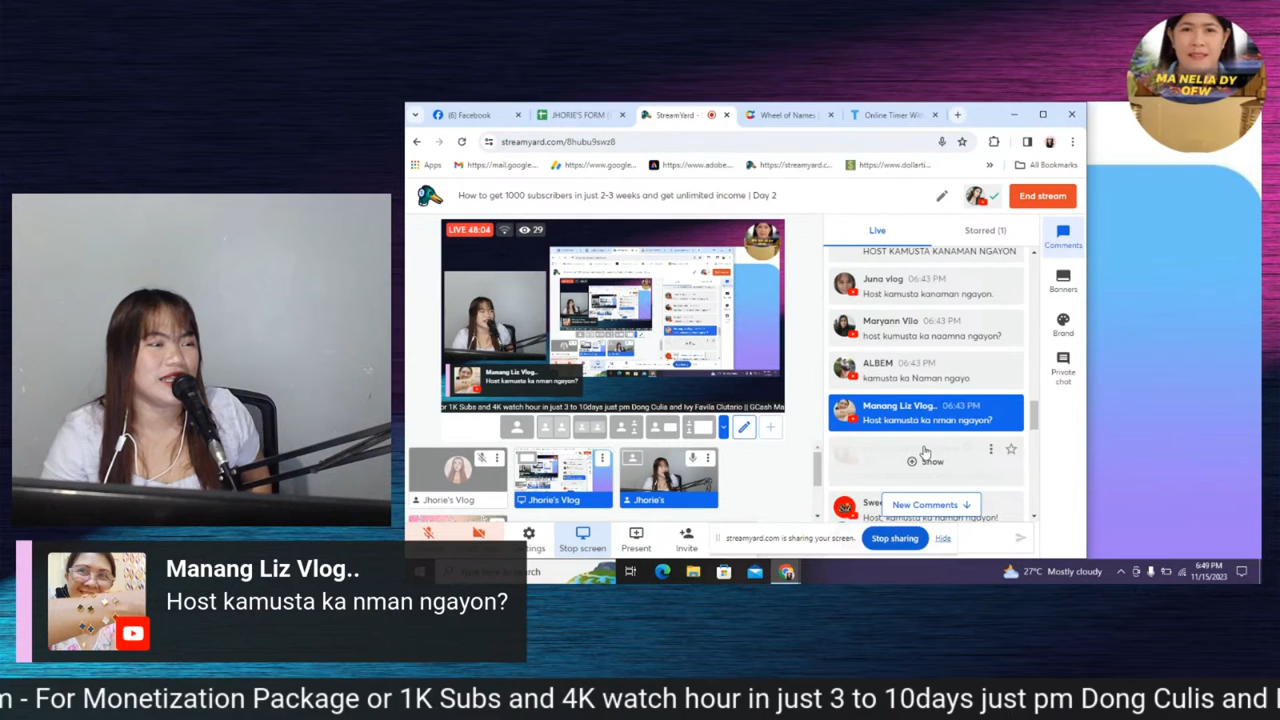 MA NELIA DY
OFW
(6) Facebook
JHORIE'S FORM (
StreamYard -
Wheel of Names |
Online Timer Wit
streamyard.com/8hubu9swz8
Apps
https://mail.google....
https://www.google...
https://www.adobe...
https://streamyard.c...
https://www.dollarti...
»
All Bookmarks
How to get 1000 subscribers in just 2-3 weeks and get unlimited income | Day 2
End stream
LIVE 48:04
29
Manang Liz Vlog..
Host kamusta ka nman ngayon?
or 1K Subs and 4K watch hour in just 3 to 10days just pm Dong Culis and Ivy Favila Clutario || GCash Ma
Jhorie's Vlog
Jhorie's Vlog
Jhorie's
Live
Starred (1)
HOST KAMUSTA KANAMAN NGAYON
Juna vlog 06:43 PM
Host kamusta kanaman ngayon.
Maryann Vilo 06:43 PM
host kumusta ka naamna ngayon?
ALBEM 06:43 PM
kamusta ka Naman ngayo
Manang Liz Vlog.. 06:43 PM
Host kamusta ka nman ngayon?
Show
Swee
New Comments ↓
Host, kamusta ka naman ngayon!
Comments
Banners
Brand
Private
chat
tings
Stop screen
Present
Invite
streamyard.com is sharing your screen.
Stop sharing
Hide
27°C Mostly cloudy
6:49 PM
11/15/2023
Manang Liz Vlog..
Host kamusta ka nman ngayon?
m - For Monetization Package or 1K Subs and 4K watch hour in just 3 to 10days just pm Dong Culis and